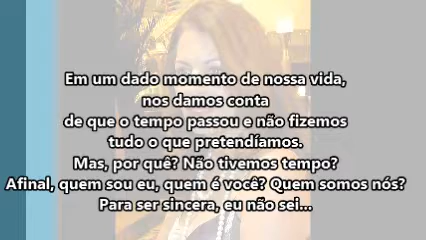 Em um dado momento de nossa vida,
nos damos conta
de que o tempo passou e não fizemos
tudo o que pretendíamos.
Mas, por quê? Não tivemos tempo?
Afinal, quem sou eu, quem é você? Quem somos nós?
Para ser sincera, eu não sei...